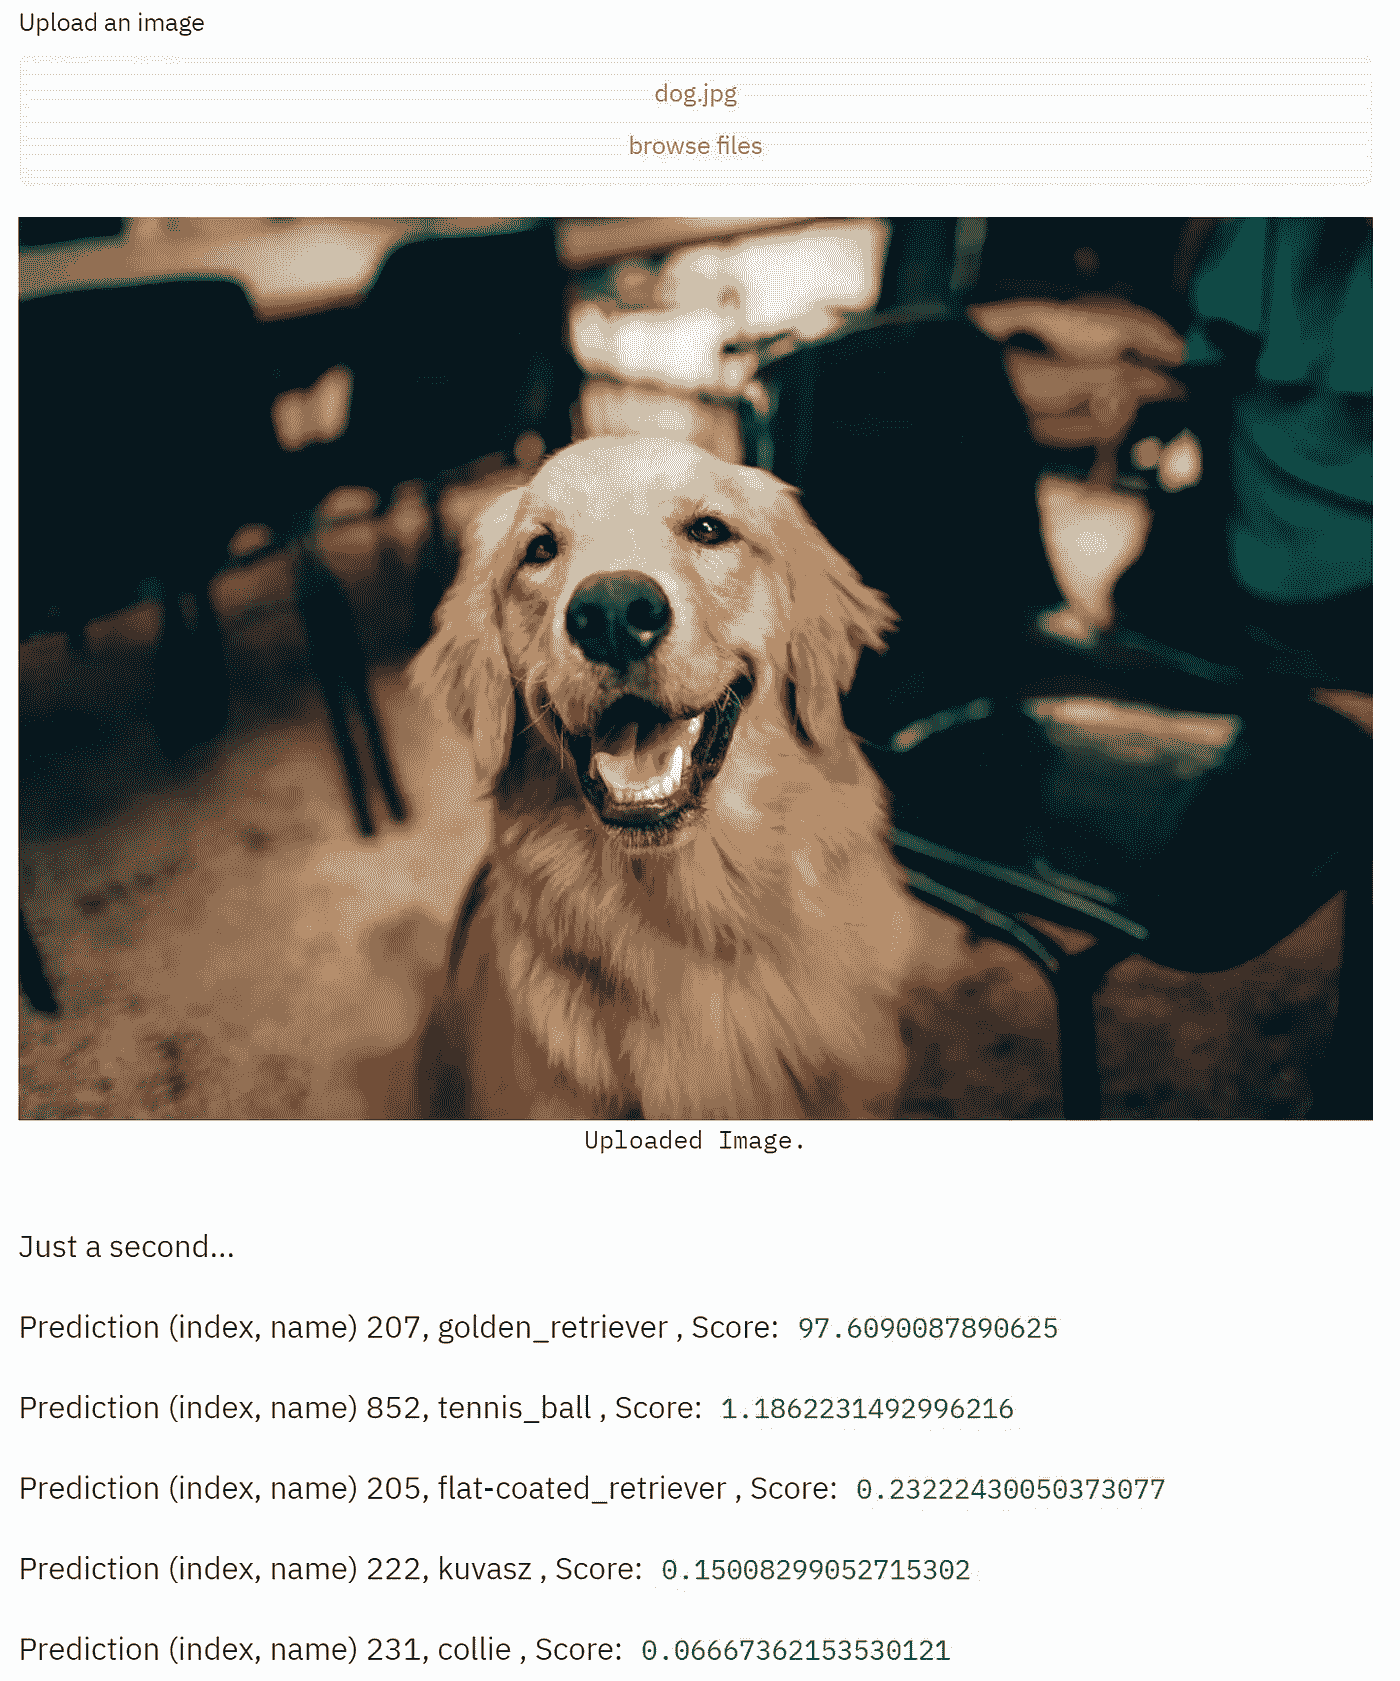 Upload an image
dog.jpg
browse files
Uploaded Image.
Just a second...
Prediction (index, name) 207, golden_retriever , Score: 97.6090087890625
Prediction (index, name) 852, tennis_ball , Score: 1.1862231492996216
Prediction (index, name) 205, flat-coated_retriever , Score: 0.23222430050373077
Prediction (index, name) 222, kuvasz , Score: 0.15008299052715302
Prediction (index, name) 231, collie , Score: 0.06667362153530121